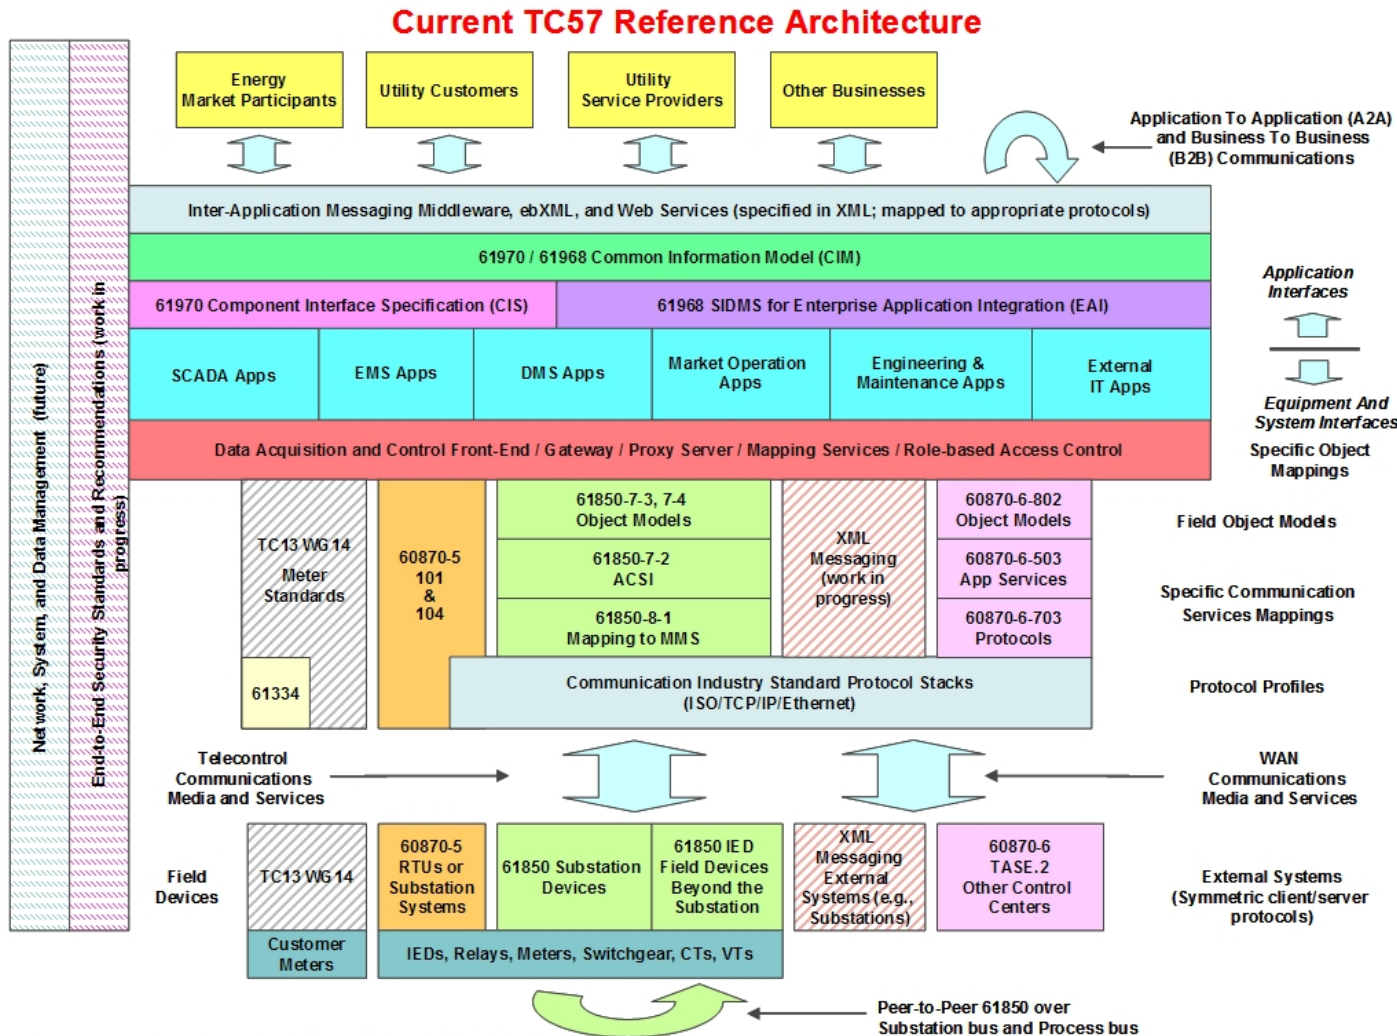 Current TC57 Reference Architecture
Energy
Market Participants
Utility Customers
Utility
Service Providers
Other Businesses
Application To Application (A2A)
and Business To Business
(B2B) Communications
Inter-Application Messaging Middleware, ebXML, and Web Services (specified in XML; mapped to appropriate protocols)
61970 / 61968 Common Information Model (CIM)
61970 Component Interface Specification (CIS)
61968 SIDMS for Enterprise Application Integration (EAI)
Application
Interfaces
SCADA Apps
EMS Apps
DMS Apps
Market Operation
Apps
Engineering &
Maintenance Apps
External
IT Apps
Equipment And
System Interfaces
Data Acquisition and Control Front-End / Gateway / Proxy Server / Mapping Services / Role-based Access Control
Specific Object
Mappings
Network, System, and Data Management (future)
End-to-End Security Standards and Recommendations (work in
progress)
TC13 WG14
Meter
Standards
61334
60870-5
101
&
104
61850-7-3, 7-4
Object Models
61850-7-2
ACSI
61850-8-1
Mapping to MMS
XML
Messaging
(work in
progress)
60870-6-802
Object Models
60870-6-503
App Services
60870-6-703
Protocols
Field Object Models
Specific Communication
Services Mappings
Communication Industry Standard Protocol Stacks
(ISO/TCP/IP/Ethernet)
Protocol Profiles
Telecontrol
Communications
Media and Services
WAN
Communications
Media and Services
Field
Devices
TC13 WG14
60870-5
RTUs or
Substation
Systems
61850 Substation
Devices
61850 IED
Field Devices
Beyond the
Substation
XML
Messaging
External
Systems (e.g.,
Substations)
60870-6
TASE.2
Other Control
Centers
External Systems
(Symmetric client/server
protocols)
Customer
Meters
IEDs, Relays, Meters, Switchgear, CTs, VTs
Peer-to-Peer 61850 over
Substation bus and Process bus